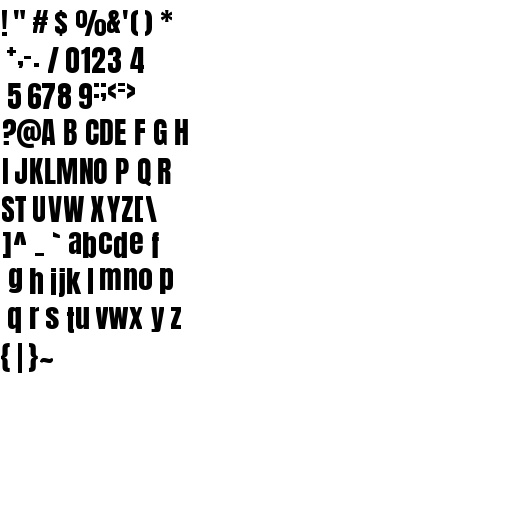 ! " # $ %&'( ) *
+,-. / 0123 4
5 678 9:;<=>
?@A B CDE F G H
I JKLMNO P Q R
ST UVW XYZ[\
]^ _ ` abcde f
g h ijk l mno p
q r s tu vwx y z
{ | }~